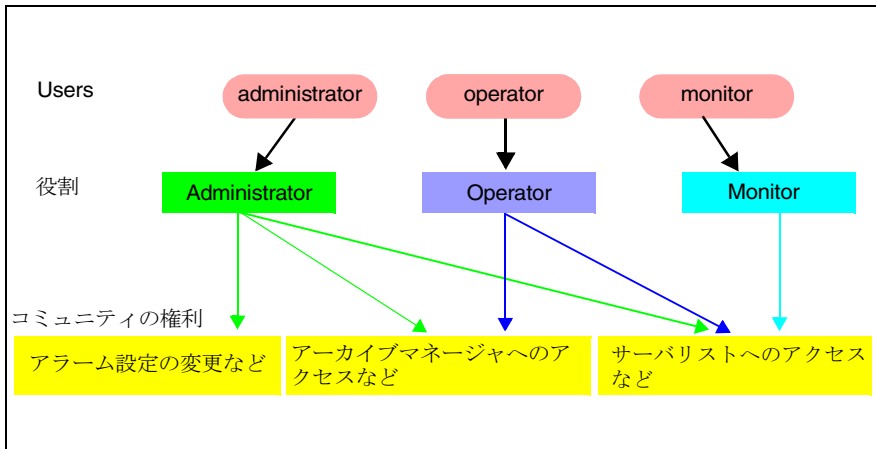 Users
administrator
operator
monitor
役割
Administrator
Operator
Monitor
コミュニティの権利
アラーム設定の変更など
アーカイブマネージャへのア
クセスなど
サーバリストへのアクセス
など